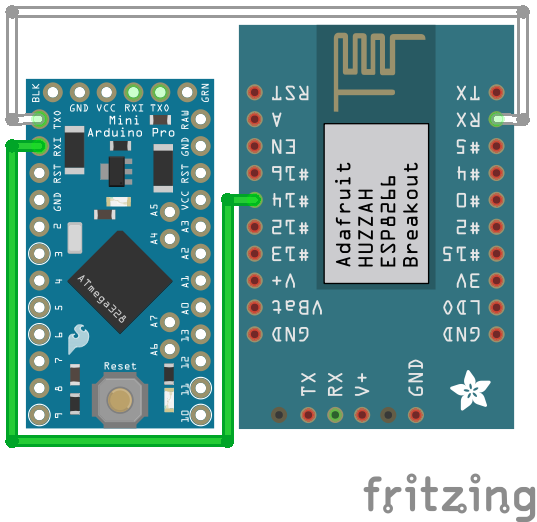 BLK
GND
VCC
RXI
TXO
GRN
TXO
RXI
RST
GND
2
3
4
5
6
7
8
9
Mini
Arduino Pro
RAW
GND
RST
VCC
A3
A2
A1
A0
13
12
11
10
A5
A4
A7
A6
ATmega328
Reset
RST
A
EN
#16
#14
#12
#13
V+
VBat
GND
Adafruit
HUZZAH
ESP8266
Breakout
TX
RX
#5
#4
#0
#2
#15
3V
LDO
GND
TX
RX
V+
GND
fritzing